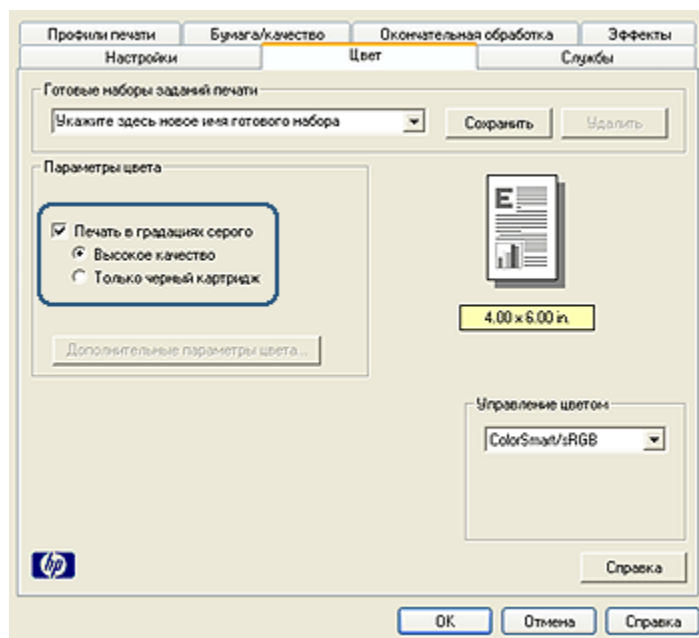 Профили печати Бумага/качество Окончательная обработка Эффекты
Настройки Цвет Службы
Готовые наборы заданий печати
Укажите здесь новое имя готового набора Сохранить Удалить
Параметры цвета
Печать в градациях серого
Высокое качество
Только черный картридж
E
4.00 x 6.00 in.
Дополнительные параметры цвета...
Управление цветом
ColorSmart/sRGB
hp Справка
OK Отмена Справка